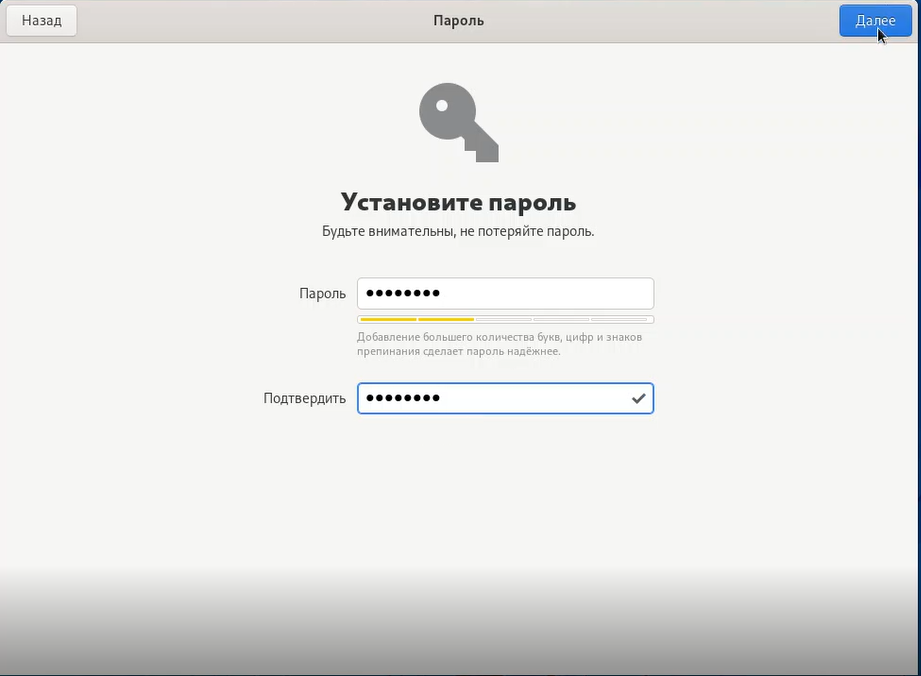 Назад
Пароль
Далее
Установите пароль
Будьте внимательны, не потеряйте пароль.
Пароль
Добавление большего количества букв, цифр и знаков
препинания сделает пароль надёжнее.
Подтвердить